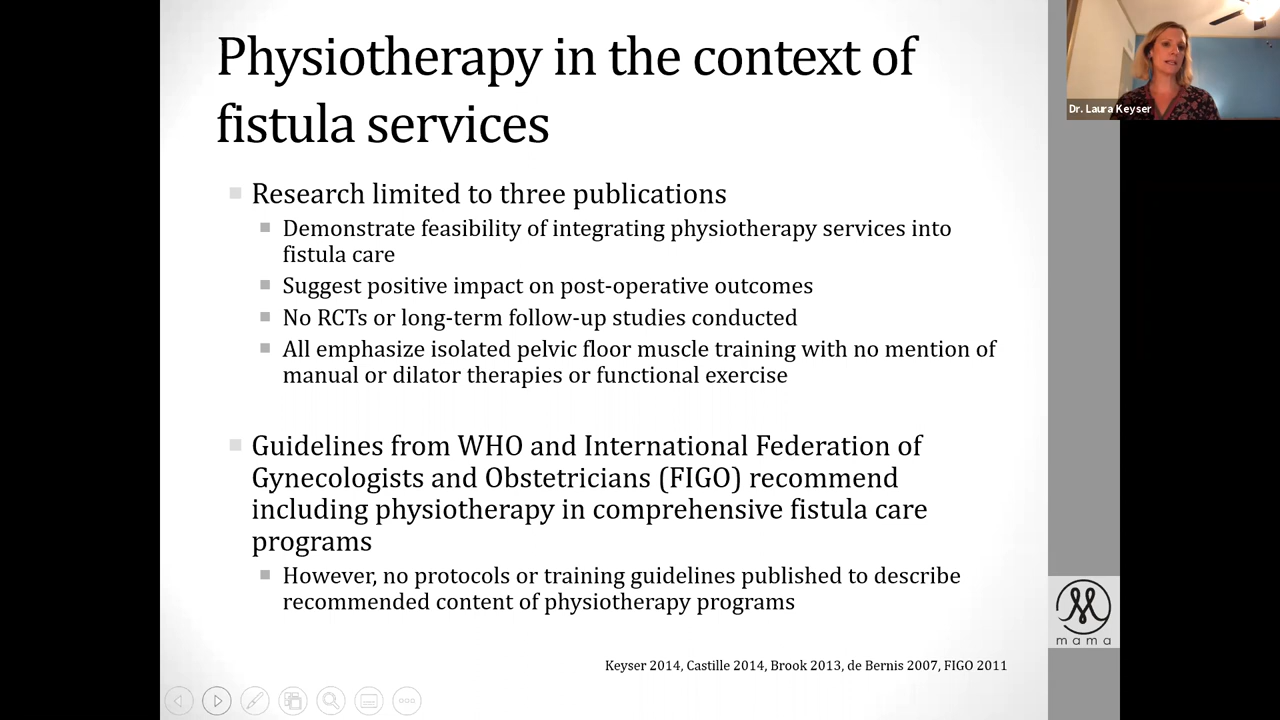 Physiotherapy in the context of
fistula services
Research limited to three publications
Demonstrate feasibility of integrating physiotherapy services into
fistula care
Suggest positive impact on post-operative outcomes
No RCTs or long-term follow-up studies conducted
All emphasize isolated pelvic floor muscle training with no mention of
manual or dilator therapies or functional exercise
Guidelines from WHO and International Federation of
Gynecologists and Obstetricians (FIGO) recommend
including physiotherapy in comprehensive fistula care
programs
However, no protocols or training guidelines published to describe
recommended content of physiotherapy programs
Keyser 2014, Castille 2014, Brook 2013, de Bernis 2007, FIGO 2011
Dr. Laura Keyser
mama